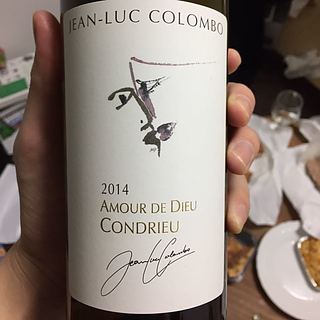 JEAN-LUC COLOMBO
2014
AMOUR DE DIEU
CONDRIEU
Jean-Luc Colombo